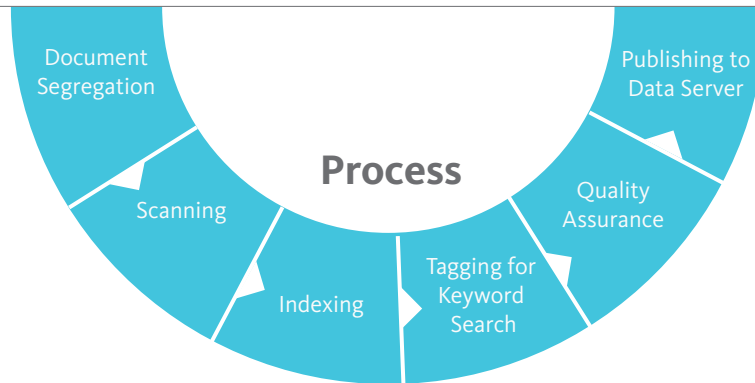 Document
Segregation
Scanning
Indexing
Tagging for
Keyword
Search
Quality
Assurance
Publishing to
Data Server
Process